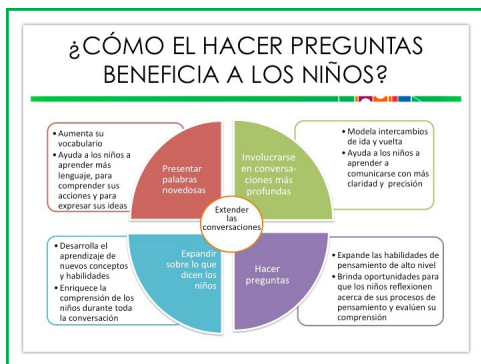 ¿CÓMO EL HACER PREGUNTAS
BENEFICIA A LOS NIÑOS?
• Aumenta su
vocabulario
• Ayuda a los niños a
aprender más
lenguaje, para
comprender sus
acciones y para
expresar sus ideas
Presentar
palabras
novedosas
Involucrarse
en conversa-
ciones más
profundas
• Modela intercambios
de ida y vuelta
• Ayuda a los niños a
aprender a
comunicarse con más
claridad y precisión
Extender
las
conversaciones
• Desarrolla el
aprendizaje de
nuevos conceptos
y habilidades
• Enriquece la
comprensión de los
niños durante toda
la conversación
Expandir
sobre lo que
dicen los
niños
Hacer
preguntas
• Expande las habilidades de
pensamiento de alto nivel
• Brinda oportunidades para
que los niños reflexionen
acerca de sus procesos de
pensamiento y evalúen su
comprensión